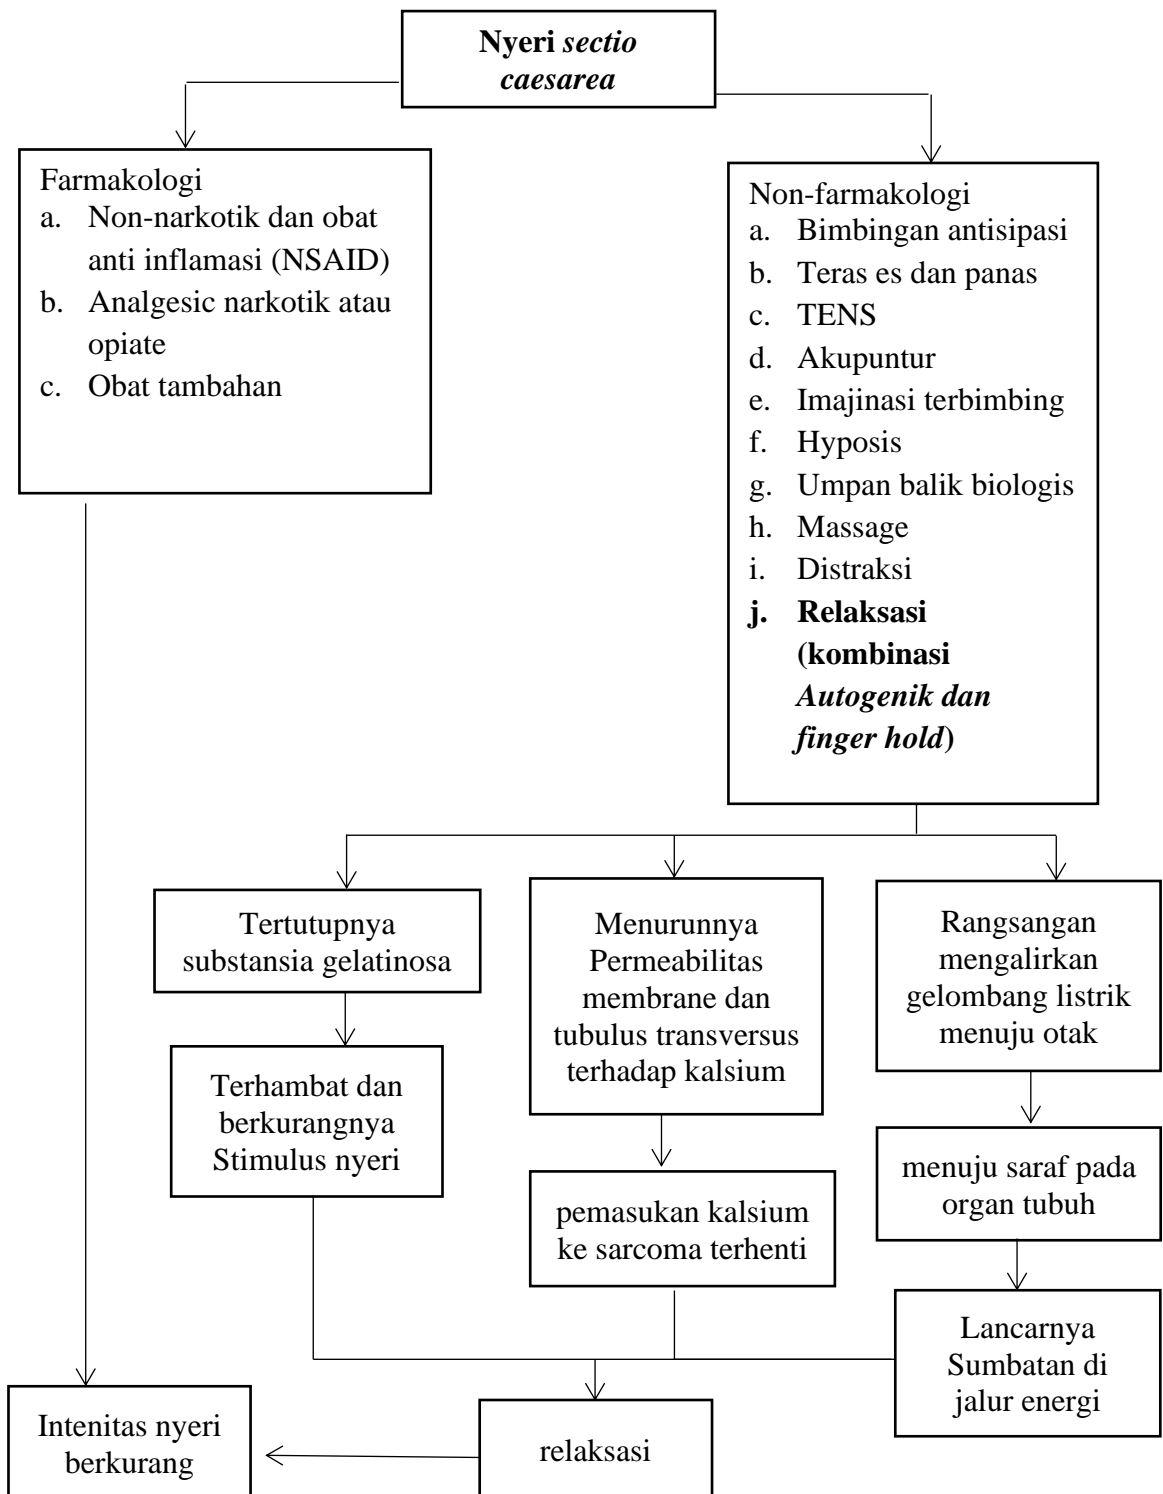 Nyeri sectio
caesarea
Farmakologi
a. Non-narkotik dan obat
anti inflamasi (NSAID)
b. Analgesic narkotik atau
opiate
c. Obat tambahan
Non-farmakologi
a. Bimbingan antisipasi
b. Teras es dan panas
c. TENS
d. Akupuntur
e. Imajinasi terbimbing
f. Hyposis
g. Umpan balik biologis
h. Massage
i. Distraksi
j. Relaksasi
(kombinasi
Autogenik dan
finger hold)
Tertutupnya
substansia gelatinosa
Menurunnya
Permeabilitas
membrane dan
tubulus transversus
terhadap kalsium
Rangsangan
mengalirkan
gelombang listrik
menuju otak
Terhambat dan
berkurangnya
Stimulus nyeri
pemasukan kalsium
ke sarcoma terhenti
menuju saraf pada
organ tubuh
Lancarnya
Sumbatan di
jalur energi
Intenitas nyeri
berkurang
relaksasi